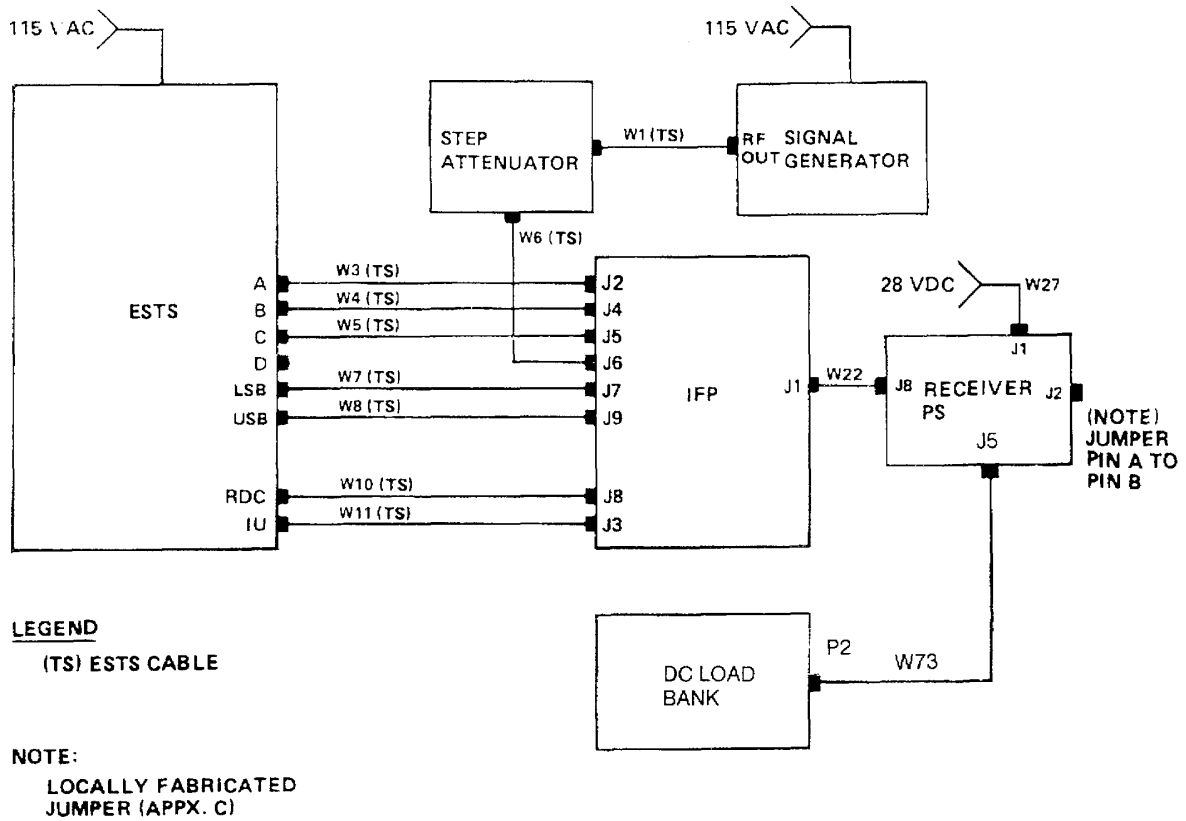 115 VAC
115 VAC
STEP
ATTENUATOR
W1 (TS)
RF
OUT
SIGNAL
GENERATOR
W6 (TS)
ESTS
A
B
C
D
LSB
USB
RDC
IU
W3 (TS)
W4 (TS)
W5 (TS)
W7 (TS)
W8 (TS)
W10 (TS)
W11 (TS)
J2
J4
J5
J6
J7
J9
J8
J3
IFP
J1
W22
28 VDC
W27
J1
J8
RECEIVER
PS
J2
J5
(NOTE)
JUMPER
PIN A TO
PIN B
DC LOAD
BANK
P2
W73
LEGEND
(TS) ESTS CABLE
NOTE:
LOCALLY FABRICATED
JUMPER (APPX. C)